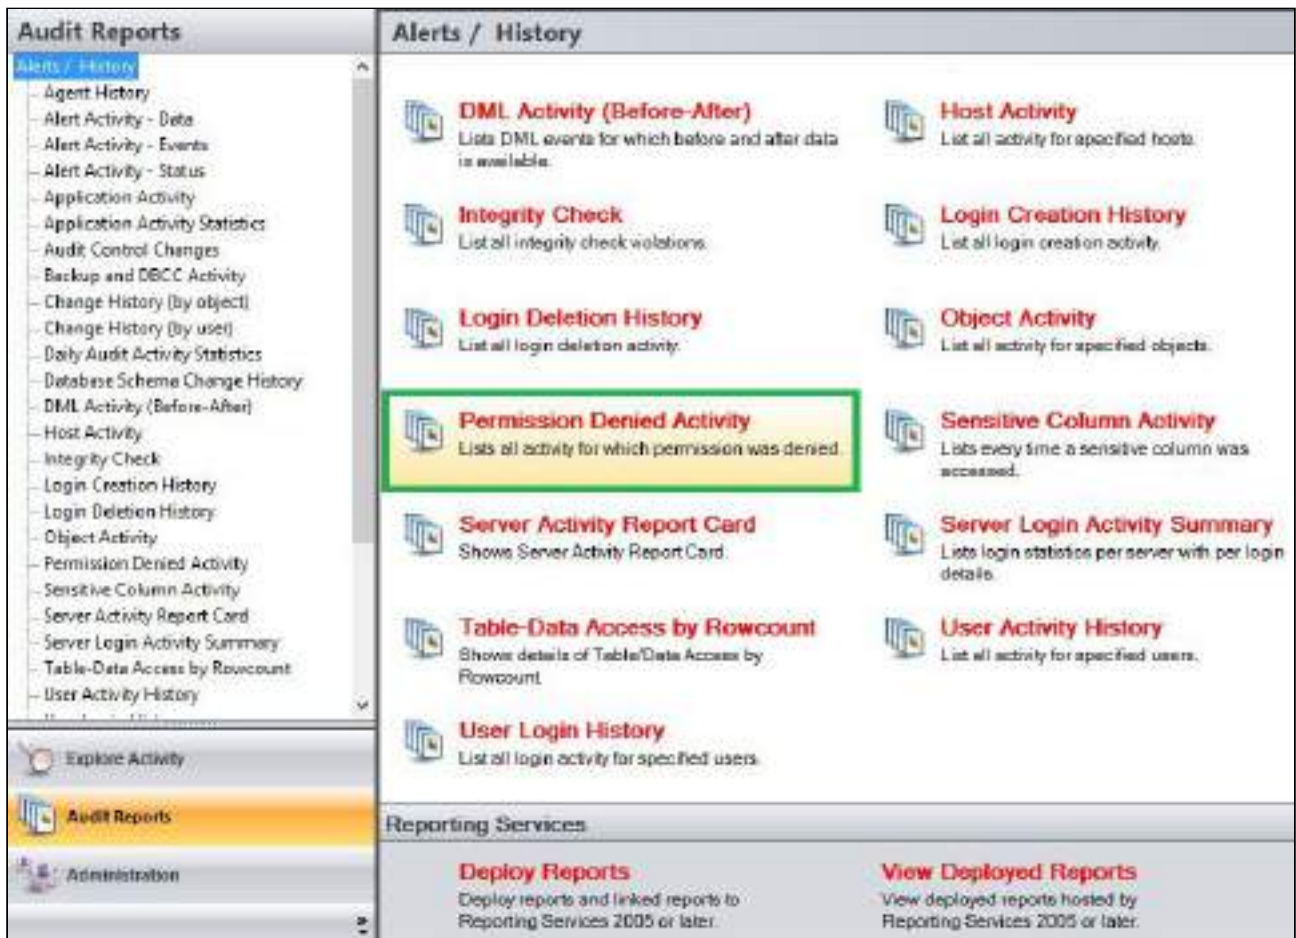 Audit Reports
Alerts / History
Agent History
Alert Activity - Data
Alert Activity - Events
Alert Activity - Status
Application Activity
Application Activity Statistics
Audit Control Changes
Backup and DBCC Activity
Change History (by object)
Change History (by user)
Daily Audit Activity Statistics
Database Schema Change History
DML Activity (Before-After)
Host Activity
Integrity Check
Login Creation History
Login Deletion History
Object Activity
Permission Denied Activity
Sensitive Column Activity
Server Activity Report Card
Server Login Activity Summary
Table-Data Access by Rowcount
User Activity History
Explore Activity
Audit Reports
Administration
Alerts / History
DML Activity (Before-After)
Lists DML events for which before and after data
is available.
Host Activity
List all activity for specified hosts.
Integrity Check
List all integrity check violations.
Login Creation History
List all login creation activity.
Login Deletion History
List all login deletion activity.
Object Activity
List all activity for specified objects.
Permission Denied Activity
Lists all activity for which permission was denied.
Sensitive Column Activity
Lists every time a sensitive column was
accessed.
Server Activity Report Card
Shows Server Activity Report Card.
Server Login Activity Summary
Lists login statistics per server with per login
details.
Table-Data Access by Rowcount
Shows details of Table/Data Access by
Rowcount
User Activity History
List all activity for specified users.
User Login History
List all login activity for specified users.
Reporting Services
Deploy Reports
Deploy reports and linked reports to
Reporting Services 2005 or later.
View Deployed Reports
View deployed reports hosted by
Reporting Services 2005 or later.